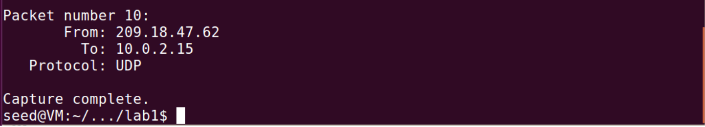 Packet number 10:
From: 209.18.47.62
To: 10.0.2.15
Protocol: UDP
Capture complete.
seed@VM:~/.../lab1$